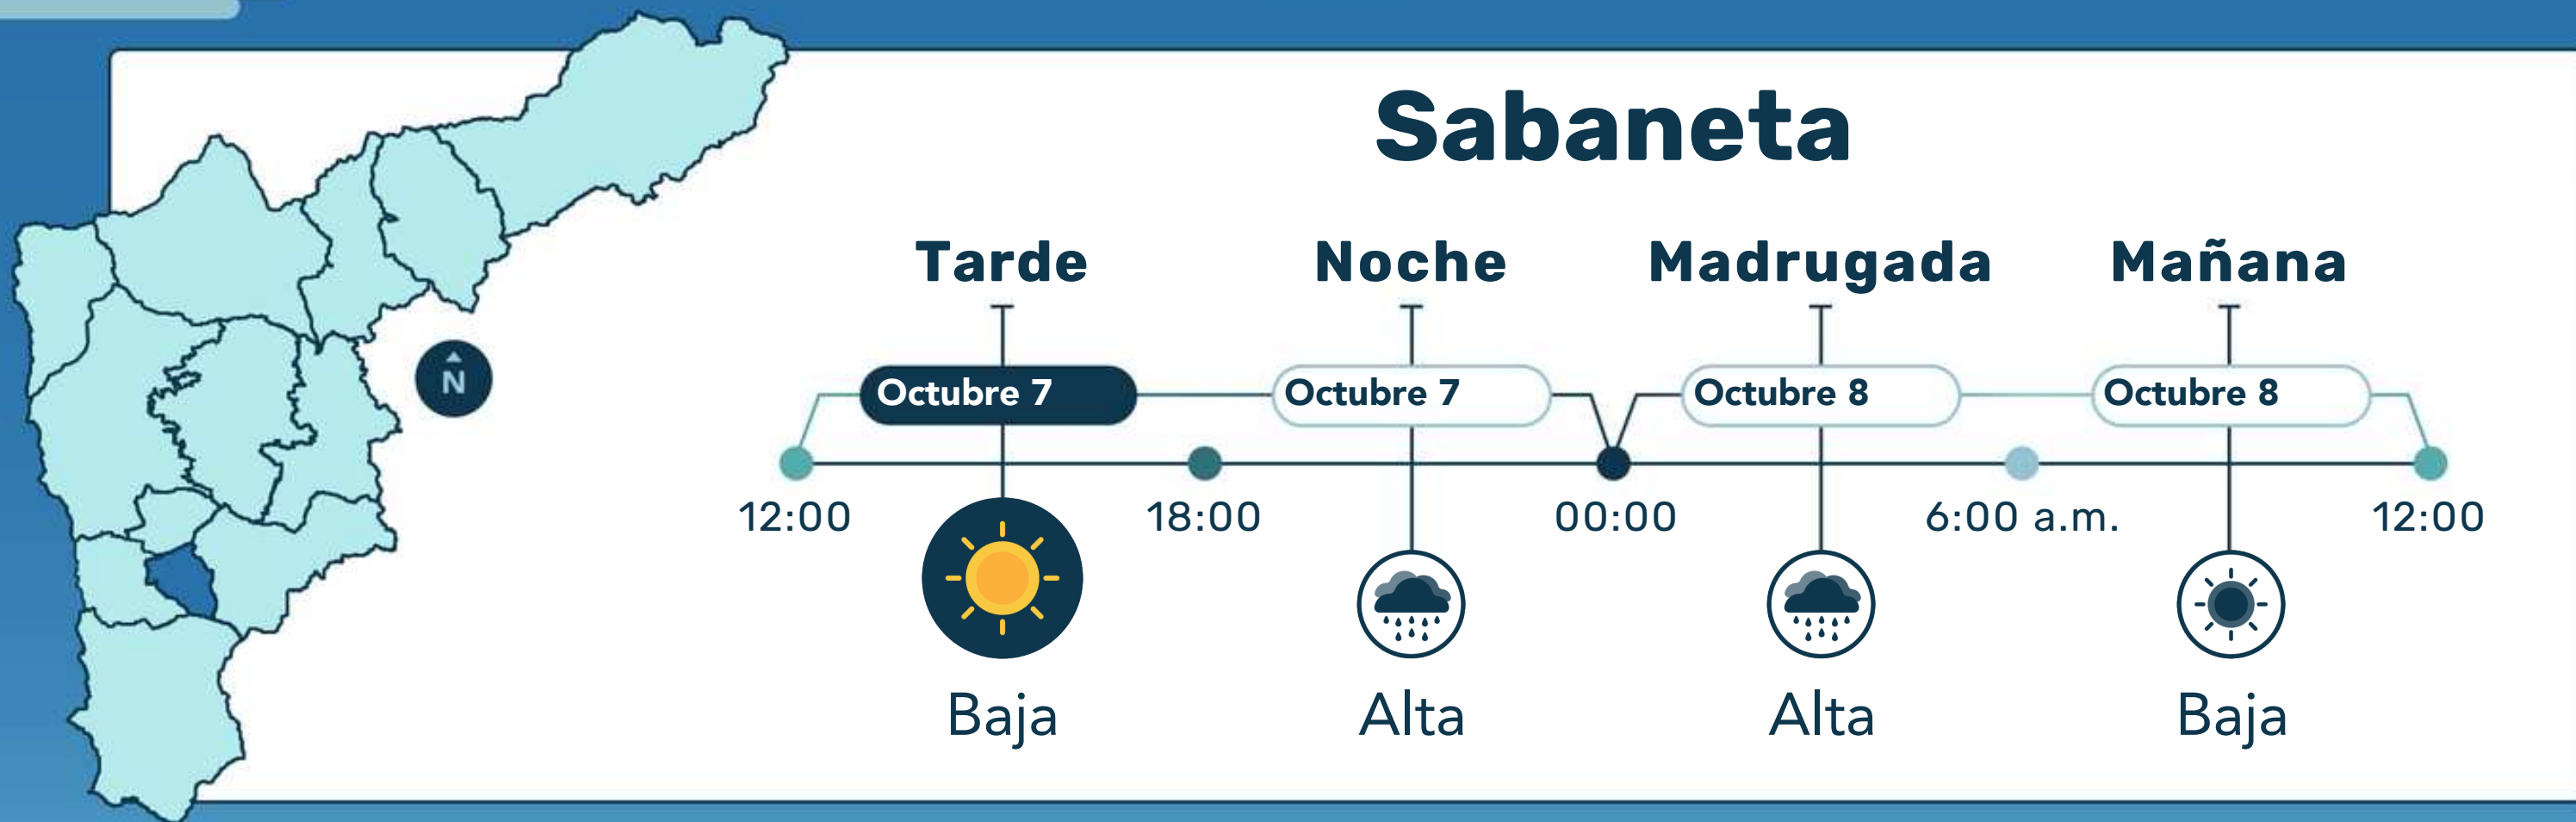 Sabaneta
Tarde
Noche
Madrugada
Mañana
Octubre 7
Octubre 7
Octubre 8
Octubre 8
N
12:00
18:00
00:00
6:00 a.m.
12:00
Baja
Alta
Alta
Baja